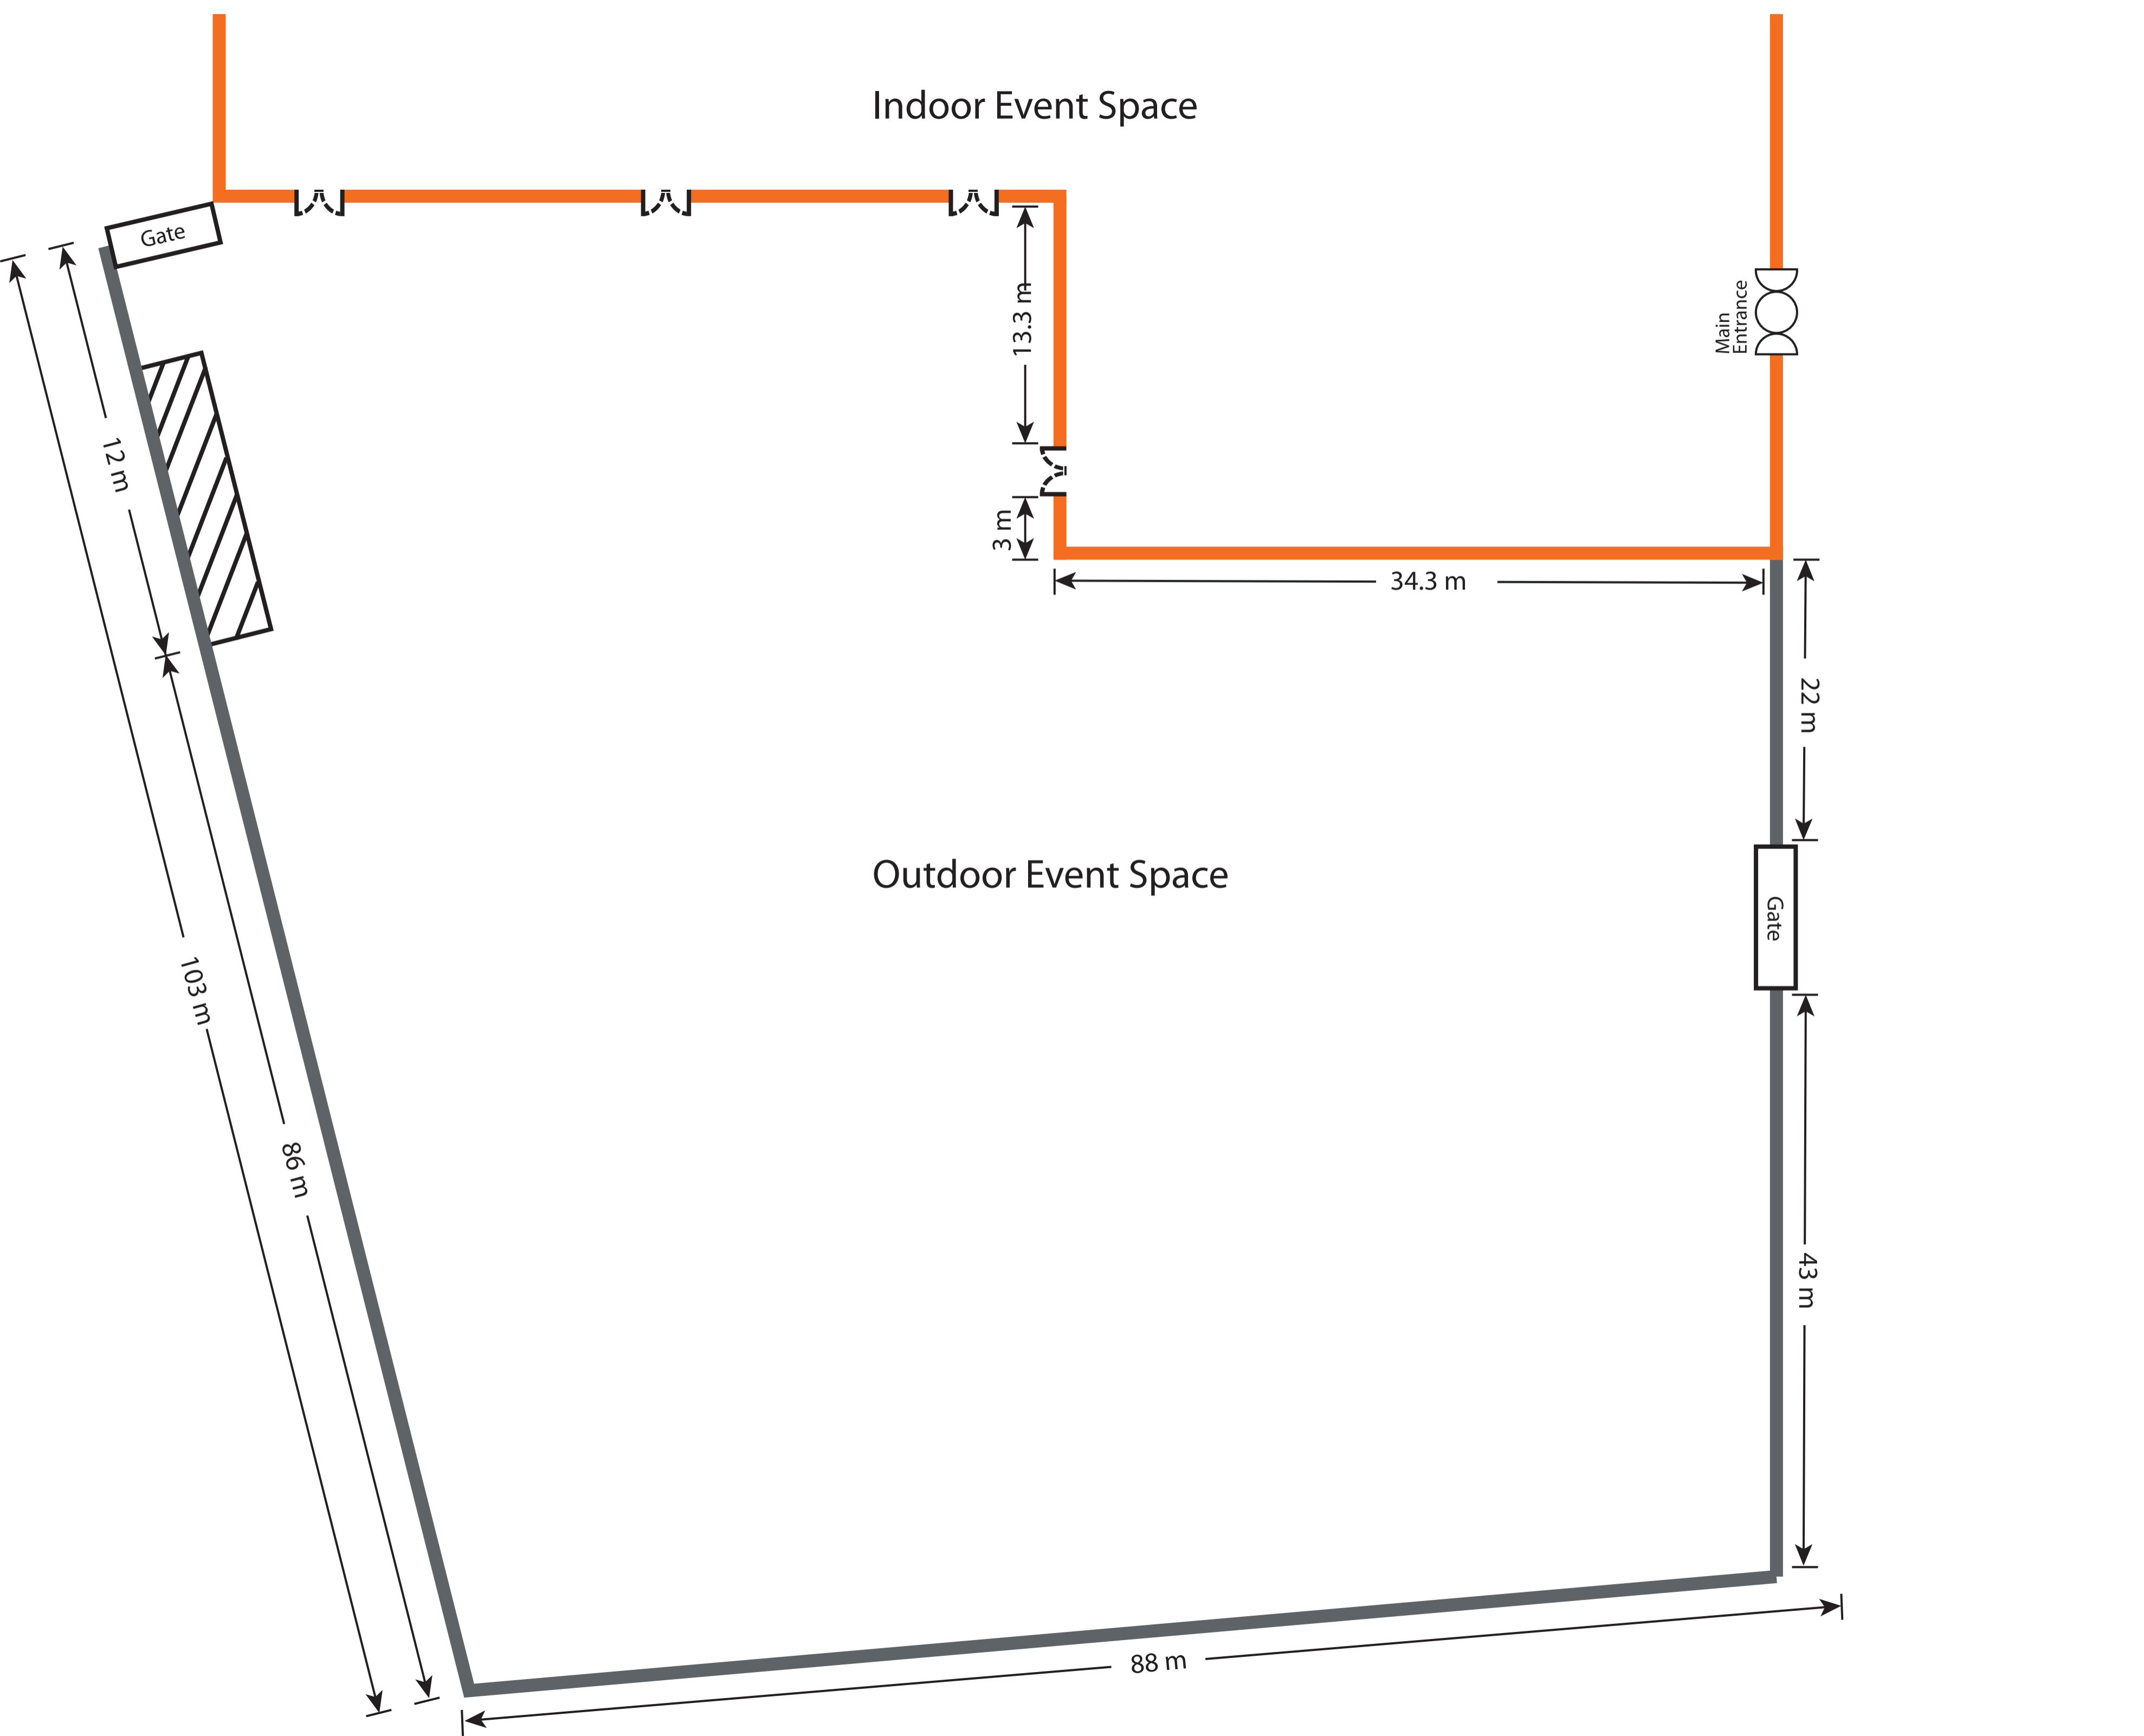 Indoor Event Space
Gate
Main
Entrance
13.3 m
12 m
3 m
34.3 m
22 m
Outdoor Event Space
Gate
103 m
86 m
43 m
88 m